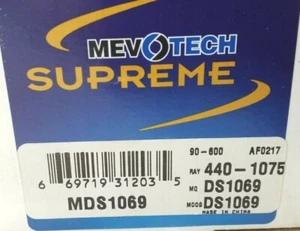 MEVOTECH
SUPREME
90-600 AF0217
RAY 440-1075
MQ DS1069
MOOG DS1069
MADE IN CHINA
6 69719 31203 5
MDS1069